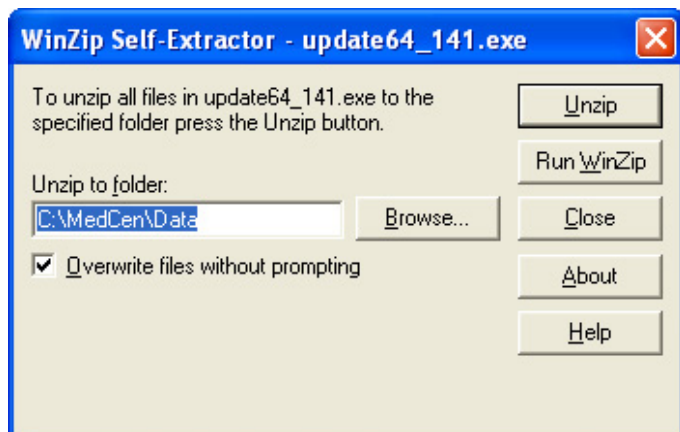 WinZip Self-Extractor - update64_141.exe
To unzip all files in update64_141.exe to the
specified folder press the Unzip button.
Unzip to folder:
C:\MedCen\Data
Browse...
Overwrite files without prompting
Unzip
Run WinZip
Close
About
Help